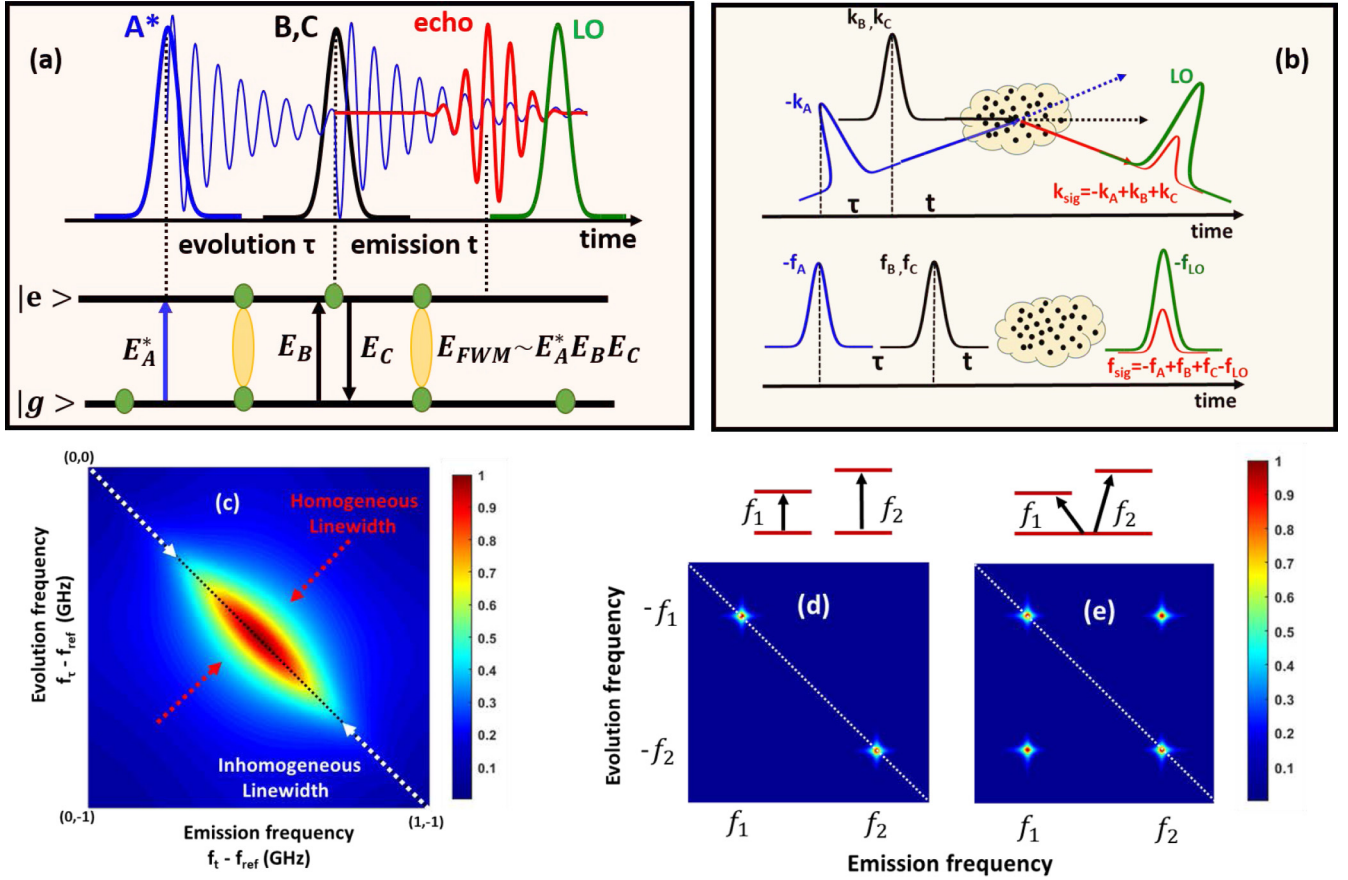 A*
B,C
echo
LO
(a)
evolution τ
emission t
time
|e >
E_A^*
E_B
E_C
E_FWM~E_A^*E_BE_C
|g >
(b)
k_B,k_C
-k_A
LO
k_sig=-k_A+k_B+k_C
τ
t
time
-f_A
f_B,f_C
-f_LO
τ
t
f_sig=-f_A+f_B+f_C-f_LO
time
(0,0)
(c)
Homogeneous
Linewidth
Inhomogeneous
Linewidth
Evolution frequency
f_τ - f_ref (GHz)
(0,-1)
(1,-1)
Emission frequency
f_t - f_ref (GHz)
1
0.9
0.8
0.7
0.6
0.5
0.4
0.3
0.2
0.1
f_1
f_2
f_1
f_2
(d)
(e)
-f_1
-f_2
Evolution frequency
f_1
f_2
f_1
f_2
Emission frequency
1
0.9
0.8
0.7
0.6
0.5
0.4
0.3
0.2
0.1